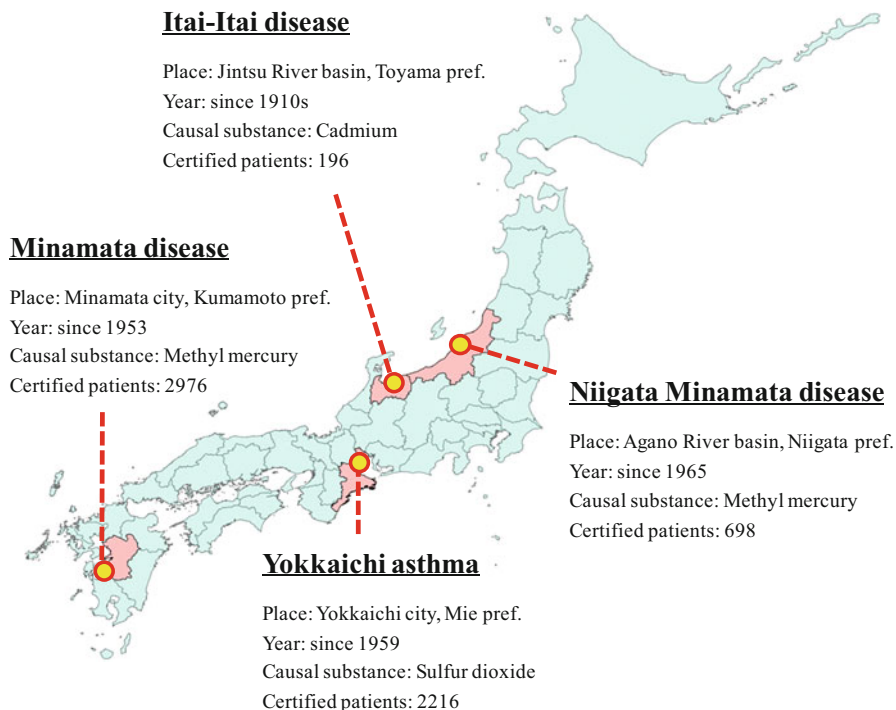 Itai-Itai disease
Place: Jintsu River basin, Toyama pref.
Year: since 1910s
Causal substance: Cadmium
Certified patients: 196
Minamata disease
Place: Minamata city, Kumamoto pref.
Year: since 1953
Causal substance: Methyl mercury
Certified patients: 2976
Niigata Minamata disease
Place: Agano River basin, Niigata pref.
Year: since 1965
Causal substance: Methyl mercury
Certified patients: 698
Yokkaichi asthma
Place: Yokkaichi city, Mie pref.
Year: since 1959
Causal substance: Sulfur dioxide
Certified patients: 2216